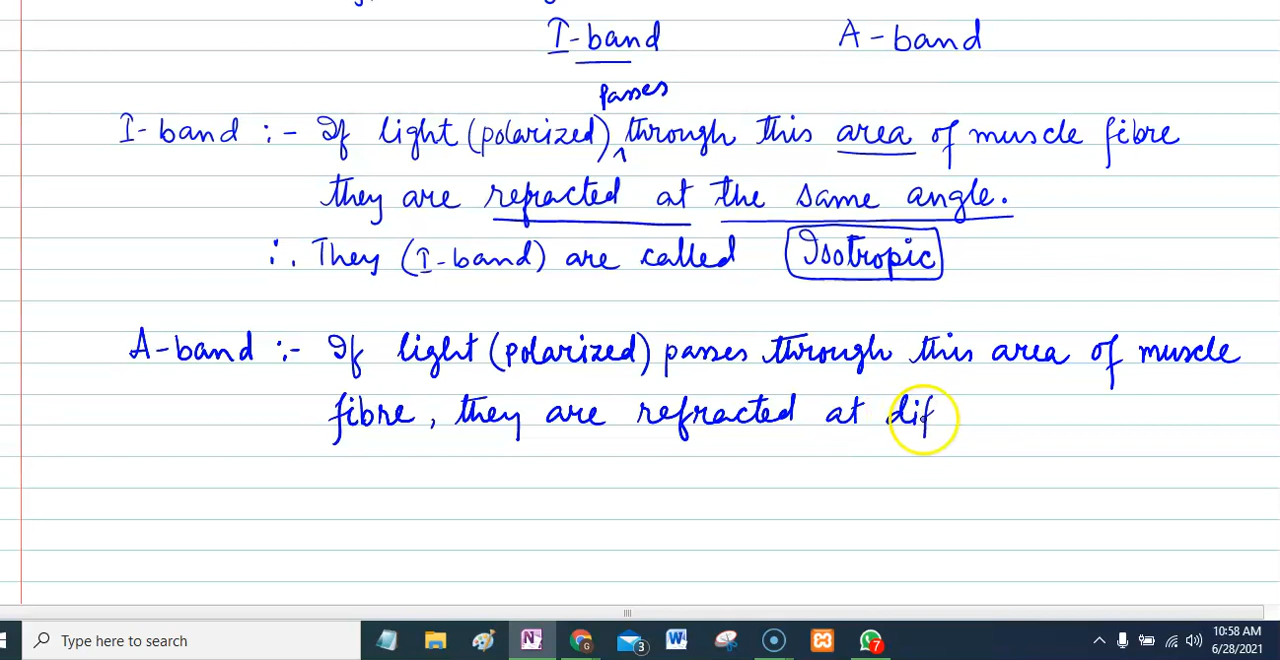 I-band A-band
passes
I-band :- If light (polarized) ^ through this area of muscle fibre
they are refracted at the same angle.
∴ They (I-band) are called Isotropic
A-band :- If light (polarized) passes through this area of muscle
fibre, they are refracted at dif
Type here to search
3
7
10:58 AM
6/28/2021